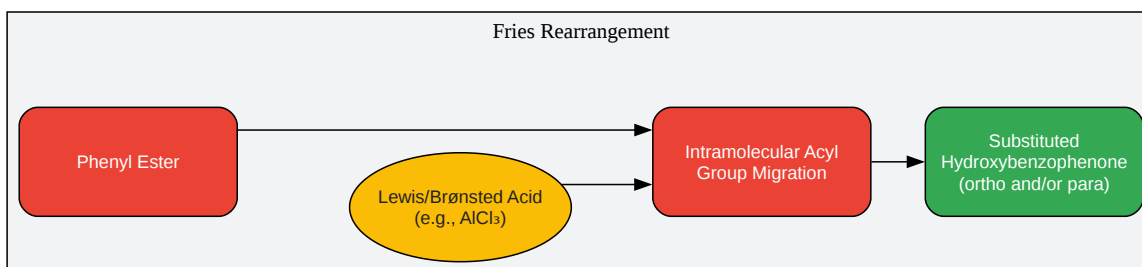 Fries Rearrangement
Phenyl Ester
Lewis/Brønsted Acid
(e.g., AlCl₃)
Intramolecular Acyl
Group Migration
Substituted
Hydroxybenzophenone
(ortho and/or para)